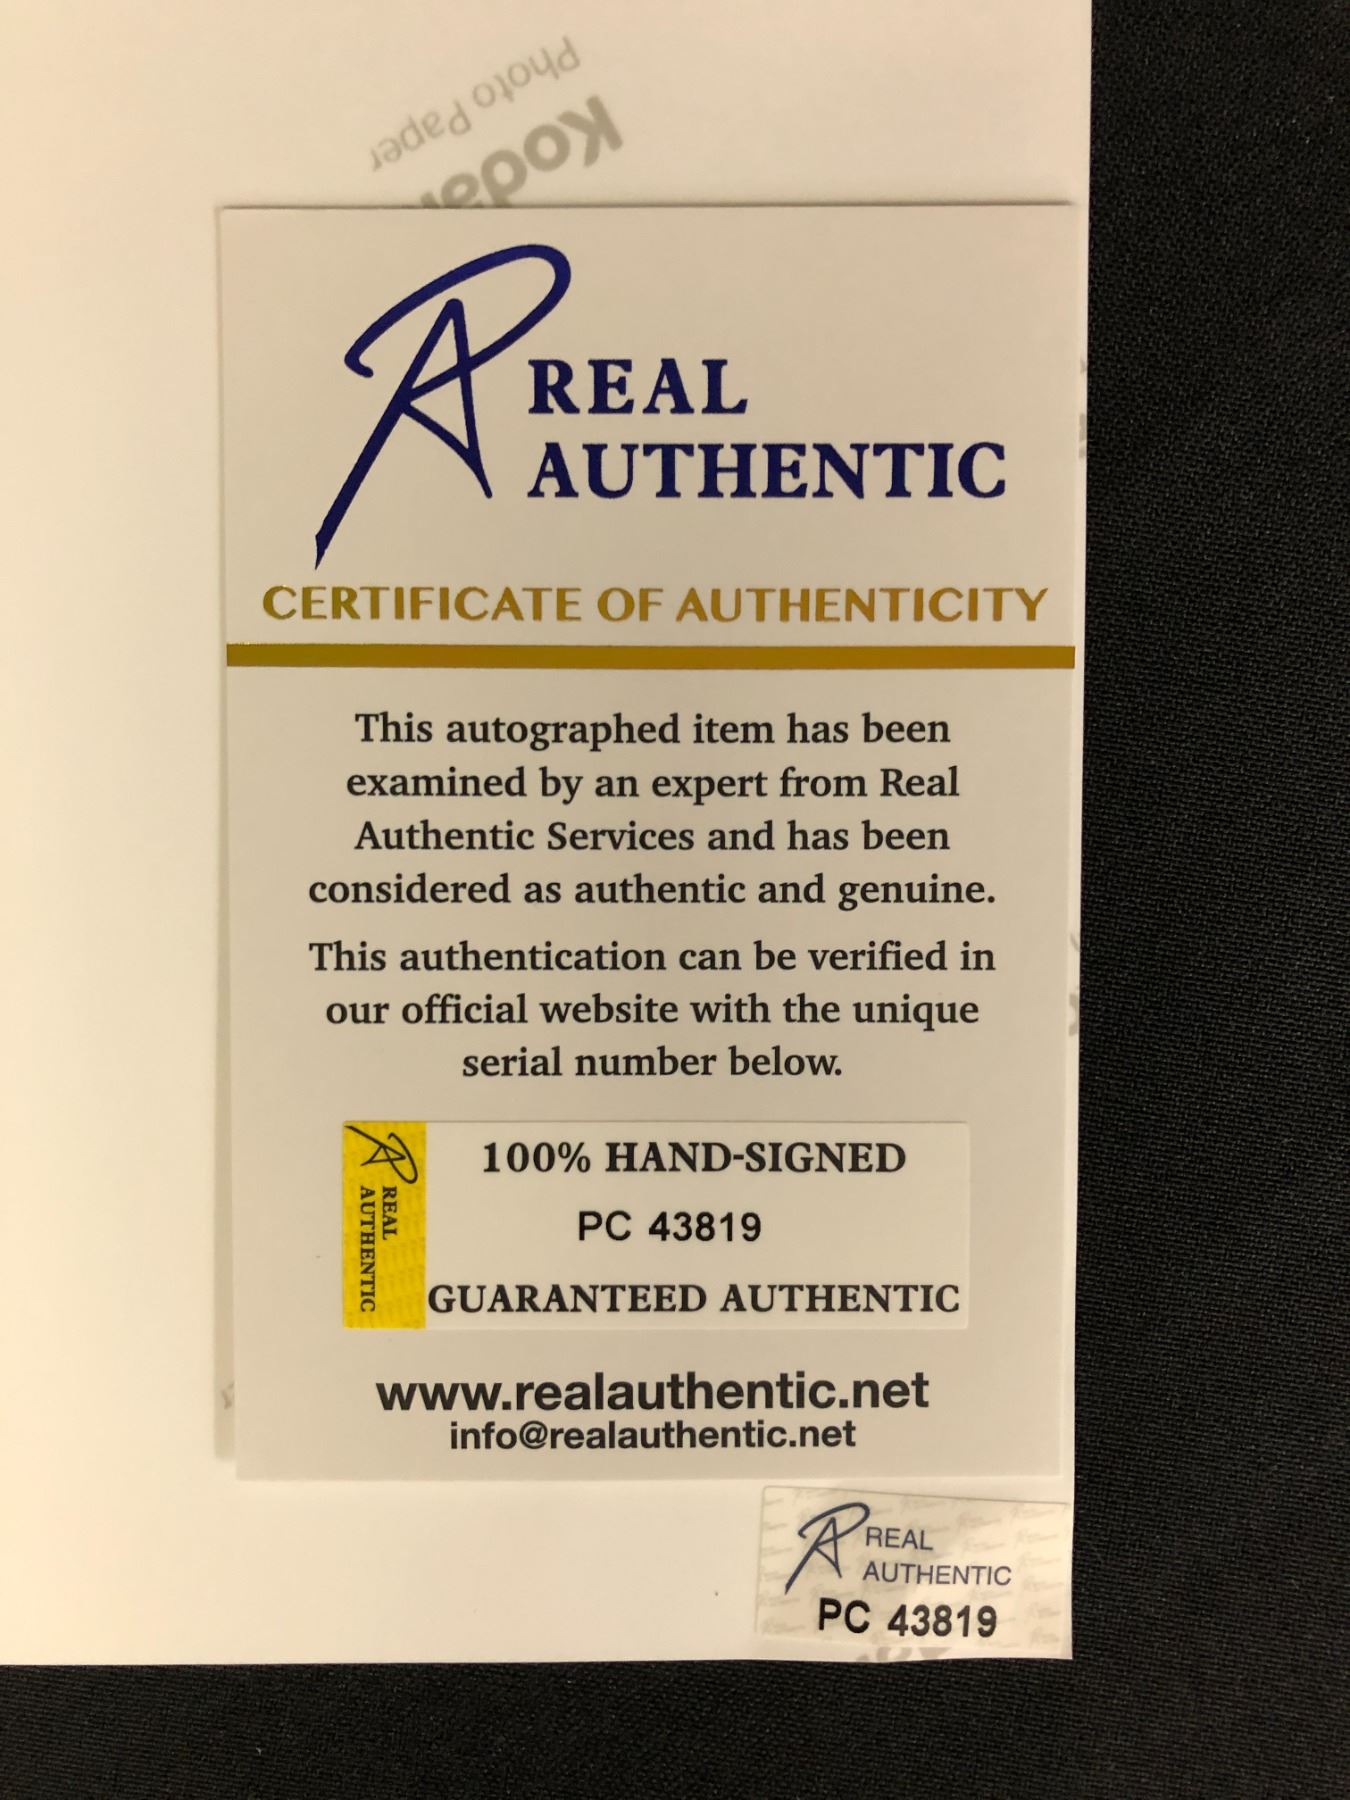 Photo Paper
Kodak
REAL
AUTHENTIC
CERTIFICATE OF AUTHENTICITY
This autographed item has been
examined by an expert from Real
Authentic Services and has been
considered as authentic and genuine.
This authentication can be verified in
our official website with the unique
serial number below.
REAL
AUTHENTIC
100% HAND-SIGNED
PC 43819
GUARANTEED AUTHENTIC
www.realauthentic.net
info@realauthentic.net
REAL
AUTHENTIC
PC 43819